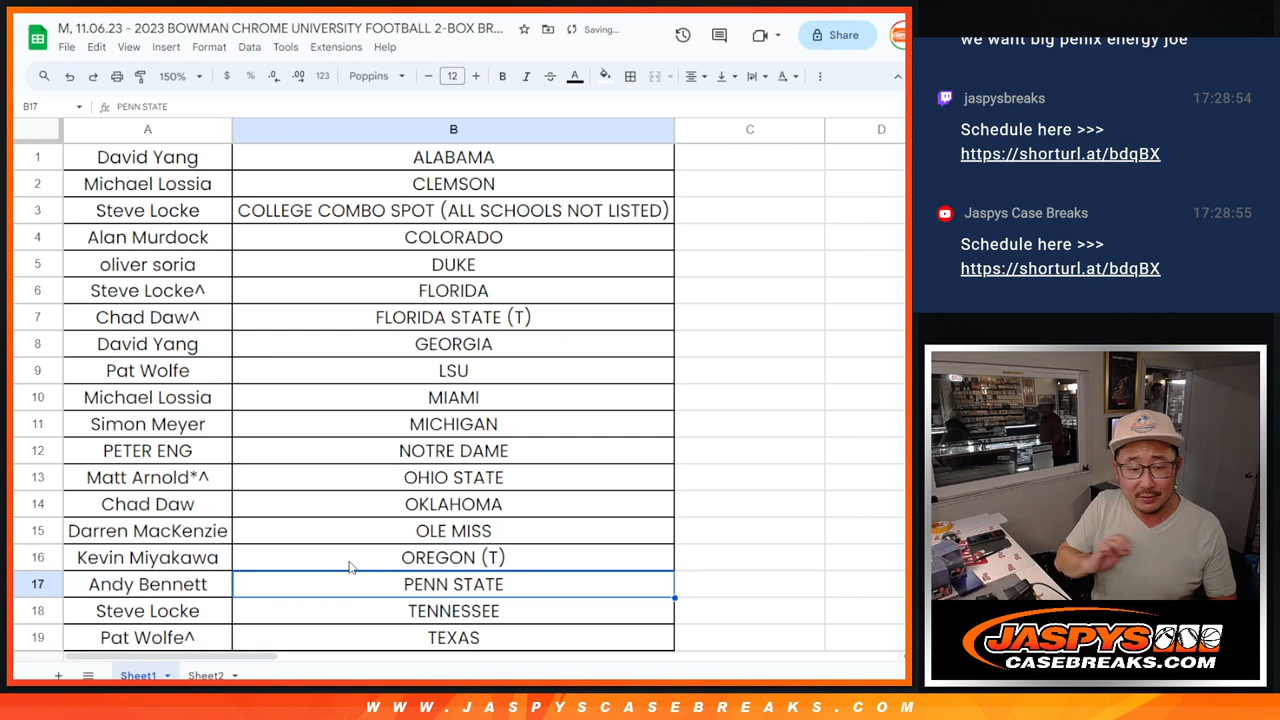 M, 11.06.23 - 2023 BOWMAN CHROME UNIVERSITY FOOTBALL 2-BOX BR...
Saving...
Share
File Edit View Insert Format Data Tools Extensions Help
150% $ % .0 .00 123 Poppins 12 B I A
B17 fx PENN STATE
A B C D
1 David Yang ALABAMA
2 Michael Lossia CLEMSON
3 Steve Locke COLLEGE COMBO SPOT (ALL SCHOOLS NOT LISTED)
4 Alan Murdock COLORADO
5 oliver soria DUKE
6 Steve Locke^ FLORIDA
7 Chad Daw^ FLORIDA STATE (T)
8 David Yang GEORGIA
9 Pat Wolfe LSU
10 Michael Lossia MIAMI
11 Simon Meyer MICHIGAN
12 PETER ENG NOTRE DAME
13 Matt Arnold*^ OHIO STATE
14 Chad Daw OKLAHOMA
15 Darren MacKenzie OLE MISS
16 Kevin Miyakawa OREGON (T)
17 Andy Bennett PENN STATE
18 Steve Locke TENNESSEE
19 Pat Wolfe^ TEXAS
Sheet1 Sheet2
we want big penix energy joe
jaspysbreaks 17:28:54
Schedule here >>>
https://shorturl.at/bdqBX
Jaspys Case Breaks 17:28:55
Schedule here >>>
https://shorturl.at/bdqBX
JASPYS
CASEBREAKS.COM
WWW.JASPYSCASEBREAKS.COM